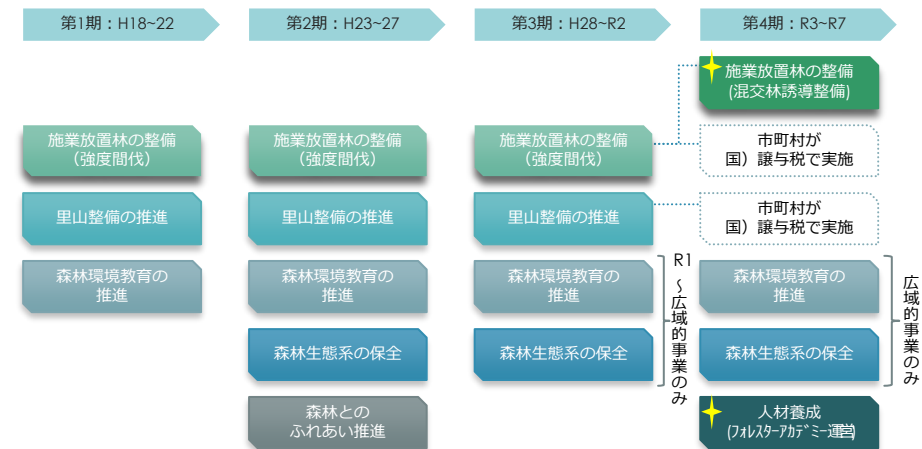 第1期：H18~22
第2期：H23~27
第3期：H28~R2
第4期：R3~R7
施業放置林の整備
(混交林誘導整備)
施業放置林の整備
（強度間伐）
施業放置林の整備
（強度間伐）
施業放置林の整備
（強度間伐）
市町村が
国）譲与税で実施
里山整備の推進
里山整備の推進
里山整備の推進
市町村が
国）譲与税で実施
森林環境教育の
推進
森林環境教育の
推進
森林環境教育の
推進
R1～広域的事業のみ
森林環境教育の
推進
広域的事業のみ
森林生態系の保全
森林生態系の保全
森林生態系の保全
森林との
ふれあい推進
人材養成
(フォレスターアカデミー運営)